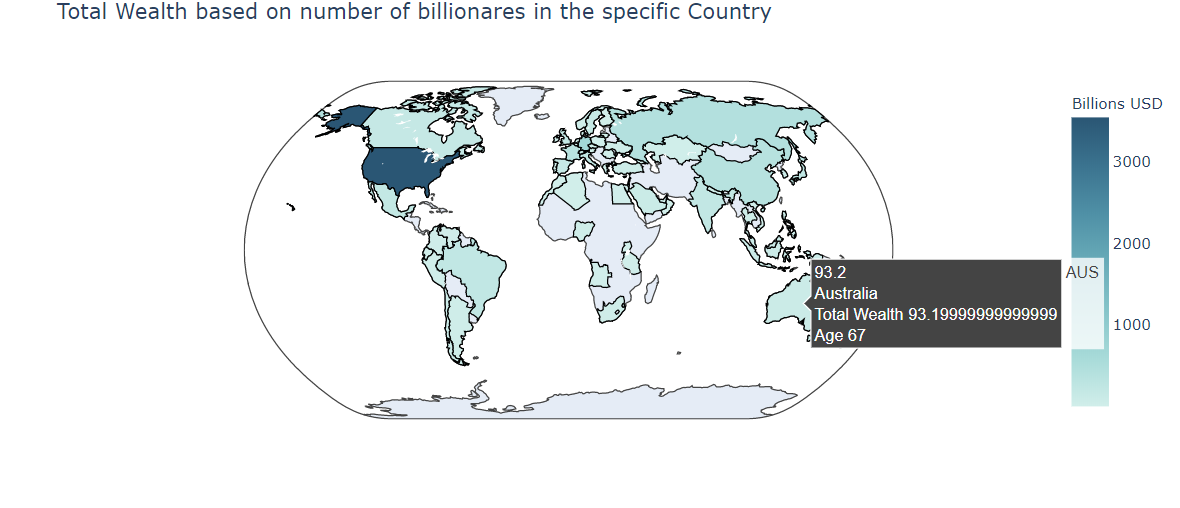 Total Wealth based on number of billionares in the specific Country
Billions USD
3000
2000
1000
93.2
Australia
Total Wealth 93.19999999999999
Age 67
AUS